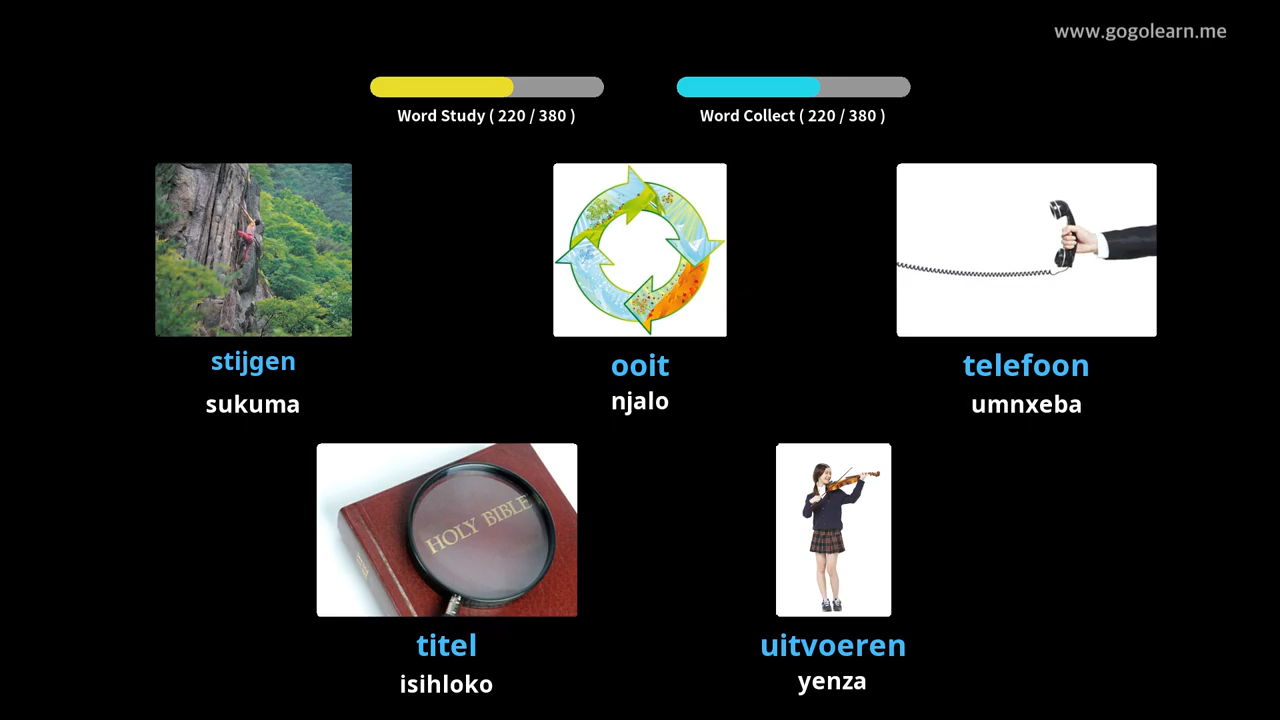 www.gogolearn.me
Word Study ( 220 / 380 )
Word Collect ( 220 / 380 )
stijgen
sukuma
ooit
njalo
telefoon
umnxeba
HOLY BIBLE
titel
isihloko
uitvoeren
yenza